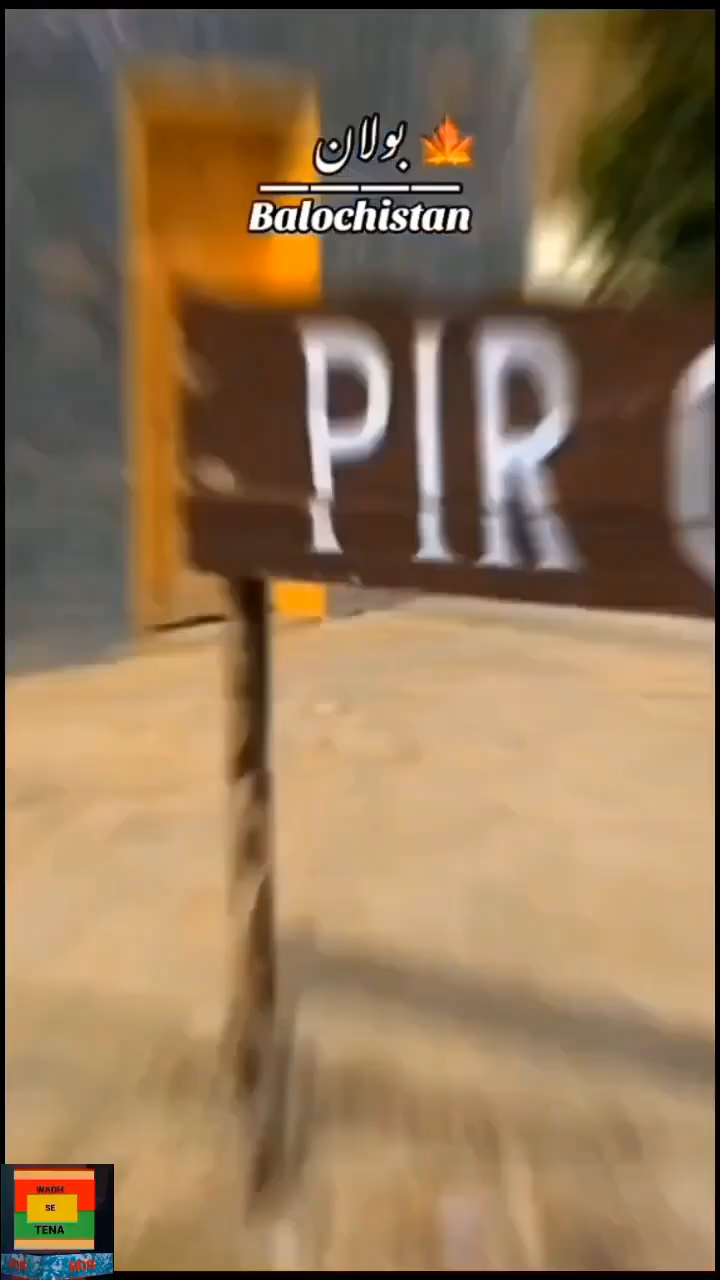 بولان 🍁
Balochistan
PIR
WADH
SE
TENA